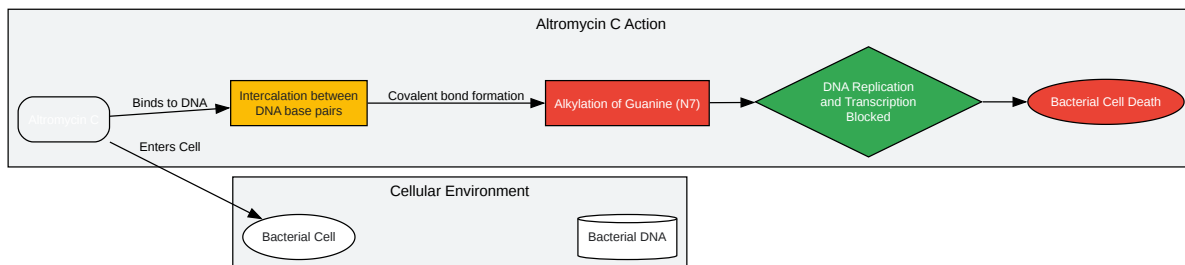 Altromycin C Action
Altromycin C
Binds to DNA
Enters Cell
Intercalation between
DNA base pairs
Covalent bond formation
Alkylation of Guanine (N7)
DNA Replication
and Transcription
Blocked
Bacterial Cell Death
Cellular Environment
Bacterial Cell
Bacterial DNA